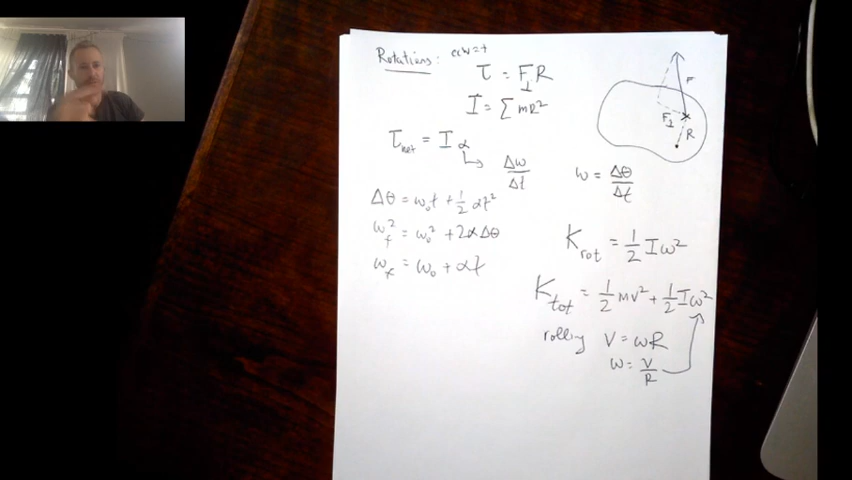 Rotations: ccw = +
τ = F⊥R
I = ∑ mR²
τnet = I α
Δω/Δt
Δθ = ω₀t + ½ αt²
ωf² = ω₀² + 2αΔθ
ωf = ω₀ + αt
F
F⊥
R
ω = Δθ/Δt
Krot = ½ Iω²
Ktot = ½ MV² + ½ Iω²
rolling V = ωR
ω = V/R